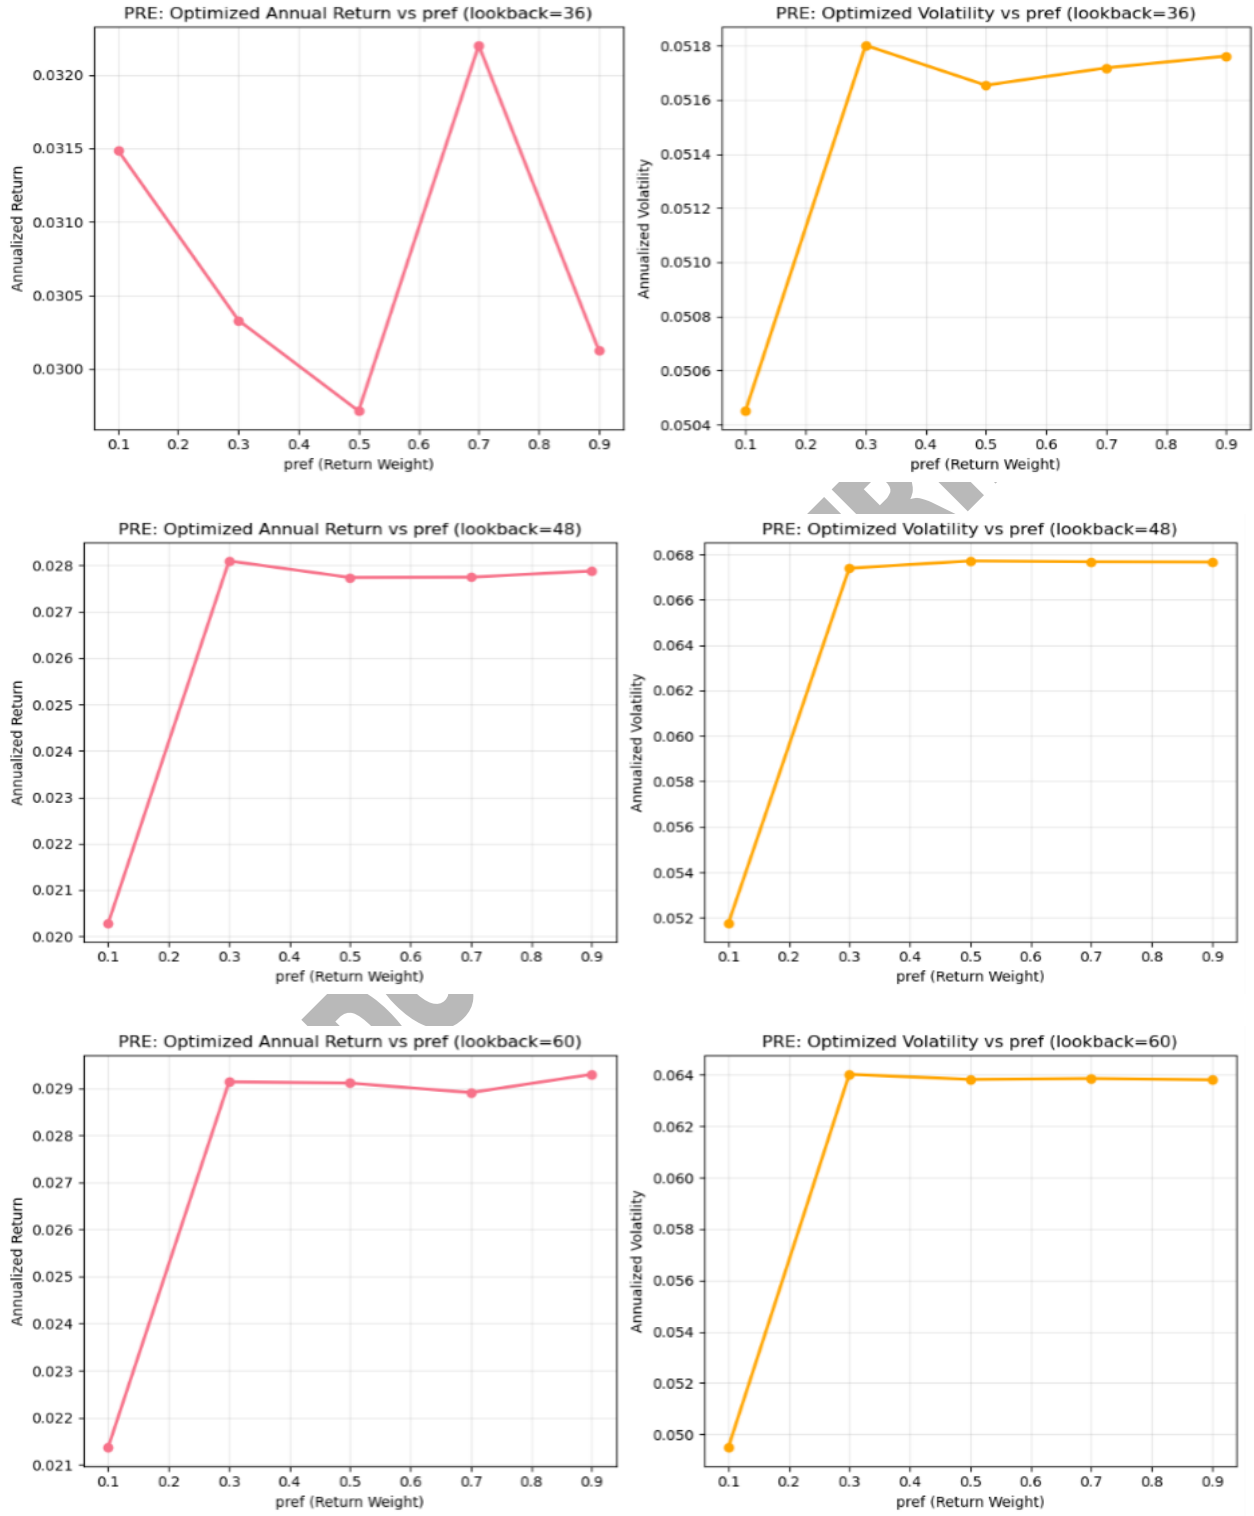 PRE: Optimized Annual Return vs pref (lookback=36)
Annualized Return
0.0320
0.0315
0.0310
0.0305
0.0300
0.1 0.2 0.3 0.4 0.5 0.6 0.7 0.8 0.9
pref (Return Weight)
PRE: Optimized Volatility vs pref (lookback=36)
Annualized Volatility
0.0518
0.0516
0.0514
0.0512
0.0510
0.0508
0.0506
0.0504
0.1 0.2 0.3 0.4 0.5 0.6 0.7 0.8 0.9
pref (Return Weight)
PRE: Optimized Annual Return vs pref (lookback=48)
Annualized Return
0.028
0.027
0.026
0.025
0.024
0.023
0.022
0.021
0.020
0.1 0.2 0.3 0.4 0.5 0.6 0.7 0.8 0.9
pref (Return Weight)
PRE: Optimized Volatility vs pref (lookback=48)
Annualized Volatility
0.068
0.066
0.064
0.062
0.060
0.058
0.056
0.054
0.052
0.1 0.2 0.3 0.4 0.5 0.6 0.7 0.8 0.9
pref (Return Weight)
PRE: Optimized Annual Return vs pref (lookback=60)
Annualized Return
0.029
0.028
0.027
0.026
0.025
0.024
0.023
0.022
0.021
0.1 0.2 0.3 0.4 0.5 0.6 0.7 0.8 0.9
pref (Return Weight)
PRE: Optimized Volatility vs pref (lookback=60)
Annualized Volatility
0.064
0.062
0.060
0.058
0.056
0.054
0.052
0.050
0.1 0.2 0.3 0.4 0.5 0.6 0.7 0.8 0.9
pref (Return Weight)